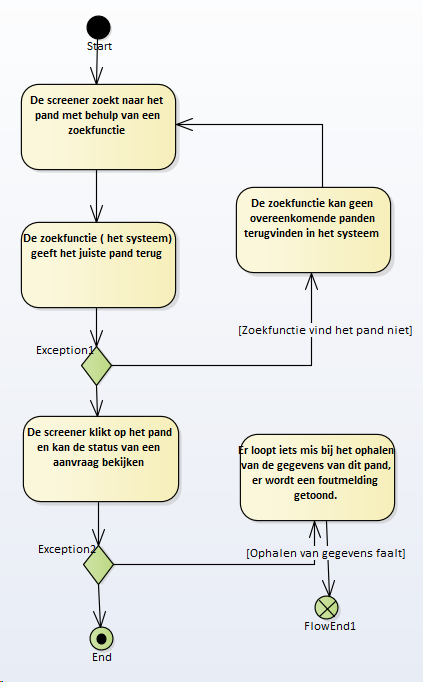 Start
De screener zoekt naar het
pand met behulp van een
zoekfunctie
De zoekfunctie kan geen
overeenkomende panden
terugvinden in het systeem
De zoekfunctie ( het systeem)
geeft het juiste pand terug
[Zoekfunctie vind het pand niet]
Exception1
De screener klikt op het pand
en kan de status van een
aanvraag bekijken
Er loopt iets mis bij het ophalen
van de gegevens van dit pand,
er wordt een foutmelding
getoond.
Exception2
[Ophalen van gegevens faalt]
FlowEnd1
End